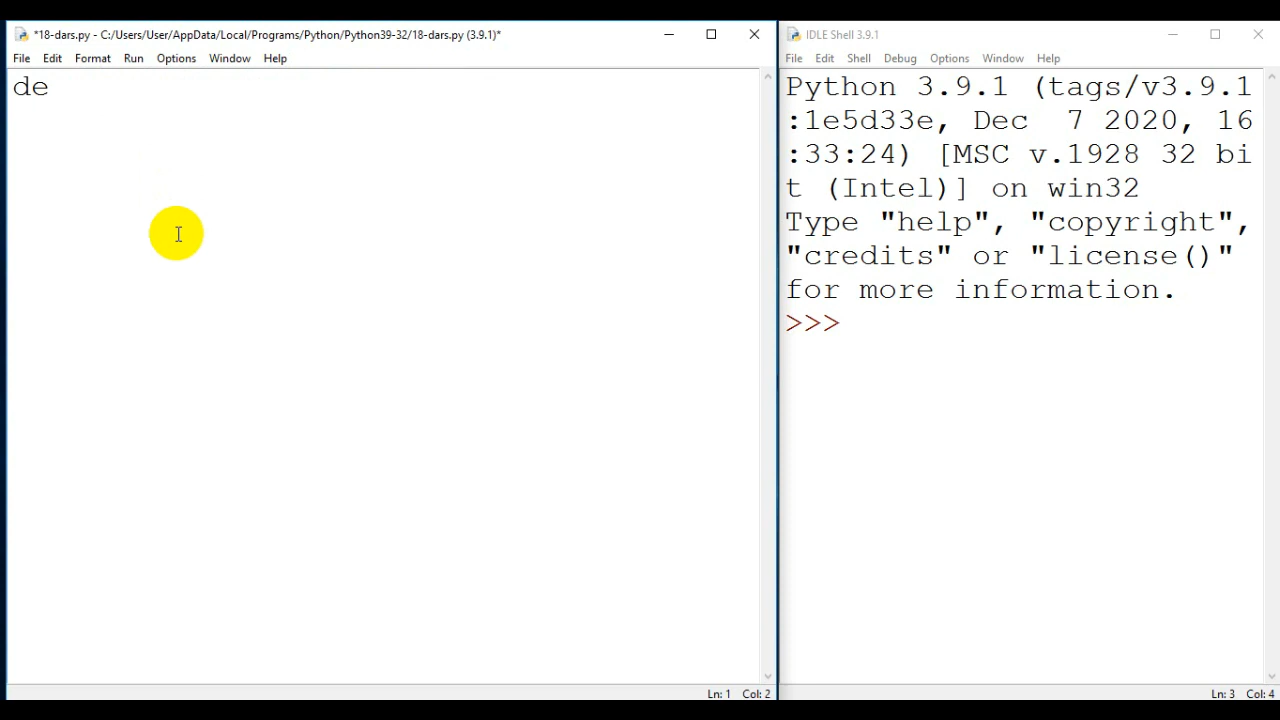 *18-dars.py - C:/Users/User/AppData/Local/Programs/Python/Python39-32/18-dars.py (3.9.1)*
File Edit Format Run Options Window Help
de
Ln: 1 Col: 2
IDLE Shell 3.9.1
File Edit Shell Debug Options Window Help
Python 3.9.1 (tags/v3.9.1
:1e5d33e, Dec  7 2020, 16
:33:24) [MSC v.1928 32 bi
t (Intel)] on win32
Type "help", "copyright",
"credits" or "license()"
for more information.
>>>
Ln: 3 Col: 4